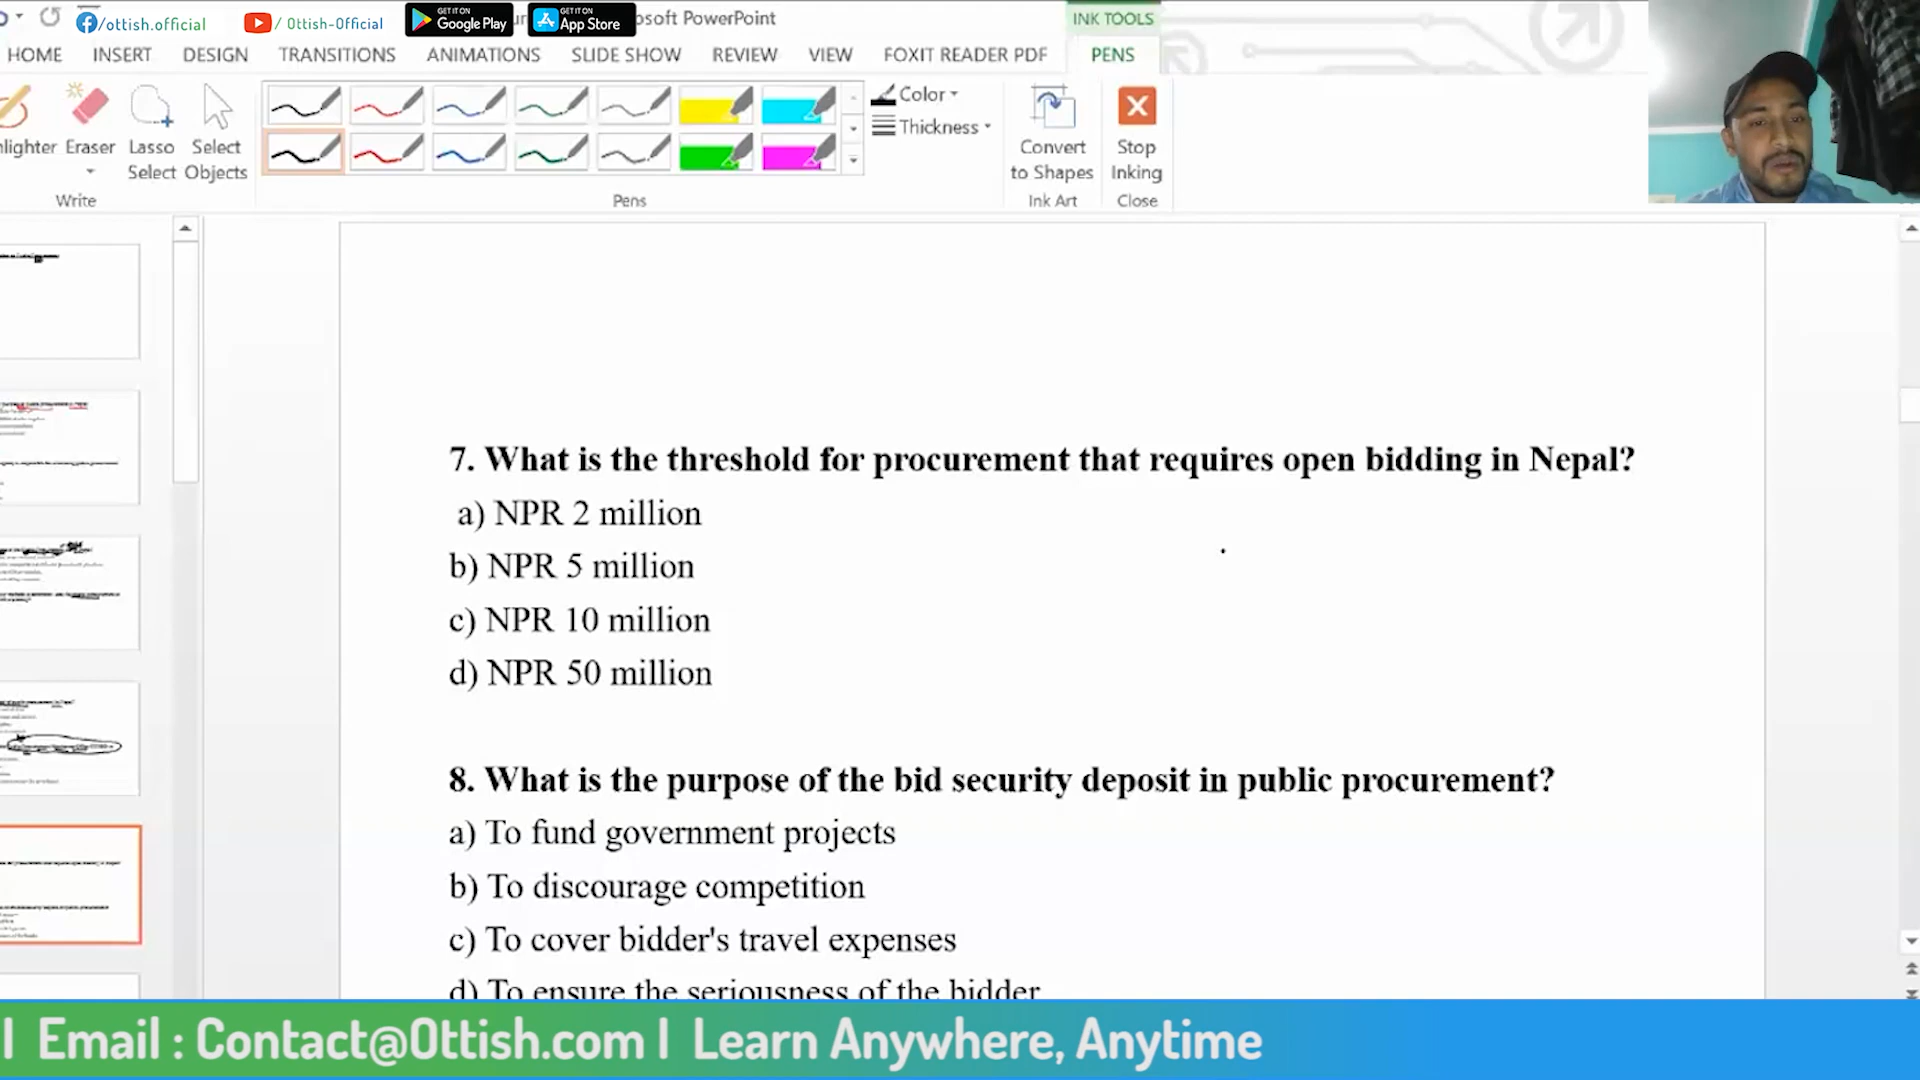 /ottish.official
/ Ottish-Official
GET IT ON
Google Play
GET IT ON
App Store
osoft PowerPoint
INK TOOLS
HOME INSERT DESIGN TRANSITIONS ANIMATIONS SLIDE SHOW REVIEW VIEW FOXIT READER PDF PENS
Color
Thickness
hlighter Eraser Lasso Select Select Objects
Convert to Shapes
Stop Inking
Write Pens Ink Art Close
7. What is the threshold for procurement that requires open bidding in Nepal?
a) NPR 2 million
b) NPR 5 million
c) NPR 10 million
d) NPR 50 million
8. What is the purpose of the bid security deposit in public procurement?
a) To fund government projects
b) To discourage competition
c) To cover bidder's travel expenses
d) To ensure the seriousness of the bidder
l Email : Contact@Ottish.com l Learn Anywhere, Anytime